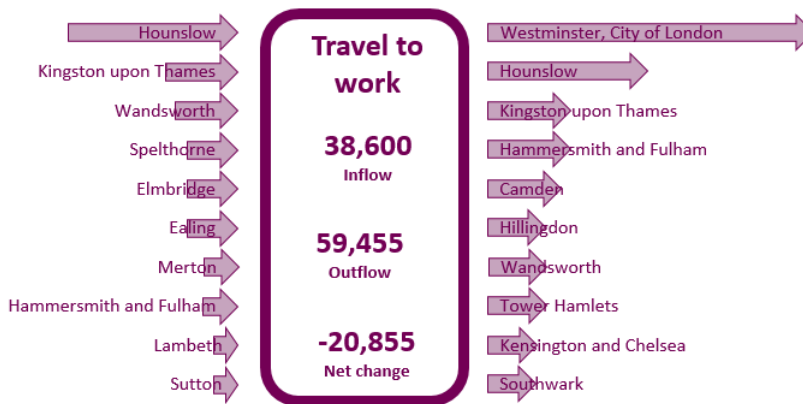 Hounslow
Kingston upon Thames
Wandsworth
Spelthorne
Elmbridge
Ealing
Merton
Hammersmith and Fulham
Lambeth
Sutton
Travel to
work
38,600
Inflow
59,455
Outflow
-20,855
Net change
Westminster, City of London
Hounslow
Kingston upon Thames
Hammersmith and Fulham
Camden
Hillingdon
Wandsworth
Tower Hamlets
Kensington and Chelsea
Southwark